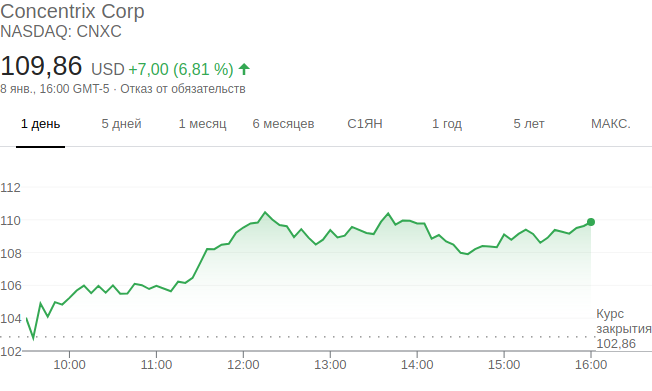 Concentrix Corp
NASDAQ: CNXC
109,86 USD +7,00 (6,81 %)
8 янв., 16:00 GMT-5 · Отказ от обязательств
1 день 5 дней 1 месяц 6 месяцев С1ЯН 1 год 5 лет МАКС.
112
110
108
106
104
Курс
закрытия
102,86
102
10:00 11:00 12:00 13:00 14:00 15:00 16:00